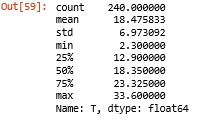 Out[59]: count 240.000000
mean 18.475833
std 6.973092
min 2.300000
25% 12.900000
50% 18.350000
75% 23.325000
max 33.600000
Name: T, dtype: float64